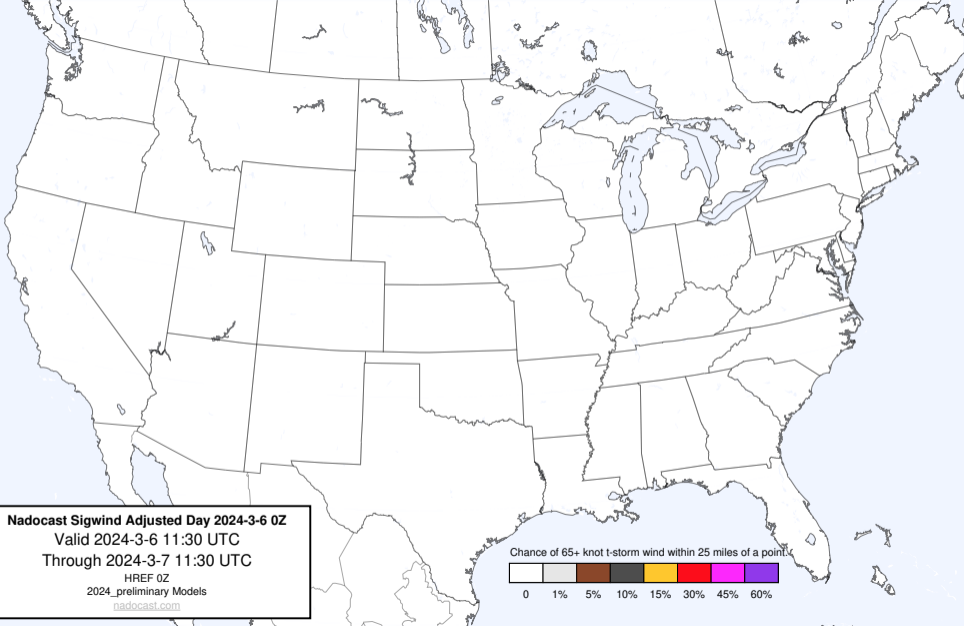 Nadocast Sigwind Adjusted Day 2024-3-6 0Z
Valid 2024-3-6 11:30 UTC
Through 2024-3-7 11:30 UTC
HREF 0Z
2024_preliminary Models
nadocast.com
Chance of 65+ knot t-storm wind within 25 miles of a point.
0 1% 5% 10% 15% 30% 45% 60%